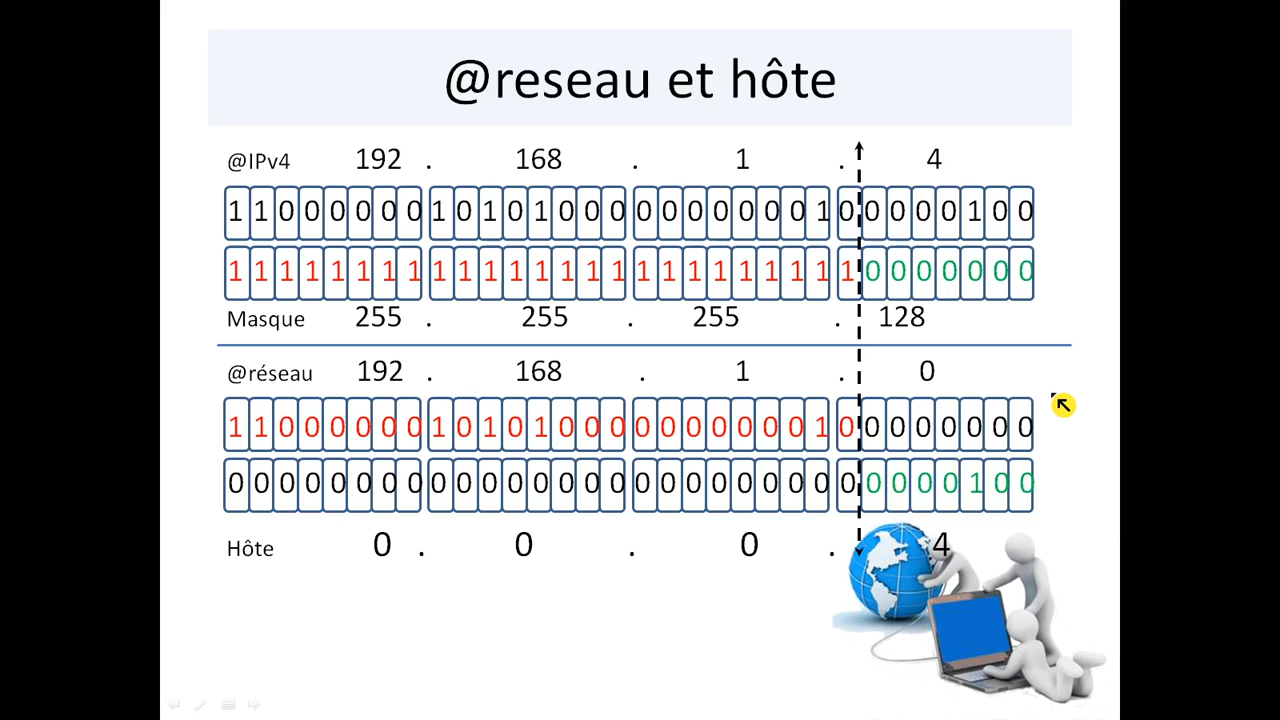 @reseau et hôte
@IPv4 192 . 168 . 1 . 4
1 1 0 0 0 0 0 0 1 0 1 0 1 0 0 0 0 0 0 0 0 0 0 1 0 0 0 0 0 1 0 0
1 1 1 1 1 1 1 1 1 1 1 1 1 1 1 1 1 1 1 1 1 1 1 1 1 0 0 0 0 0 0 0
Masque 255 . 255 . 255 . 128
@réseau 192 . 168 . 1 . 0
1 1 0 0 0 0 0 0 1 0 1 0 1 0 0 0 0 0 0 0 0 0 0 1 0 0 0 0 0 0 0 0
0 0 0 0 0 0 0 0 0 0 0 0 0 0 0 0 0 0 0 0 0 0 0 0 0 0 0 0 0 1 0 0
Hôte 0 . 0 . 0 . 4